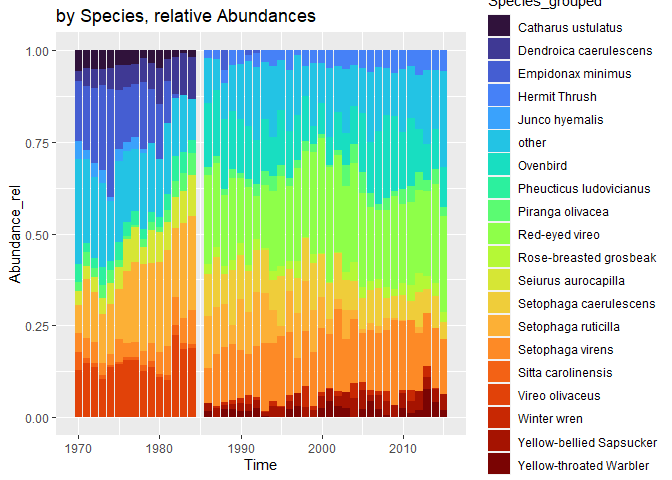 by Species, relative Abundances
Species_grouped
1.00
0.75
0.50
0.25
0.00
Abundance_rel
1970
1980
1990
2000
2010
Time
Catharus ustulatus
Dendroica caerulescens
Empidonax minimus
Hermit Thrush
Junco hyemalis
other
Ovenbird
Pheucticus ludovicianus
Piranga olivacea
Red-eyed vireo
Rose-breasted grosbeak
Seiurus aurocapilla
Setophaga caerulescens
Setophaga ruticilla
Setophaga virens
Sitta carolinensis
Vireo olivaceus
Winter wren
Yellow-bellied Sapsucker
Yellow-throated Warbler